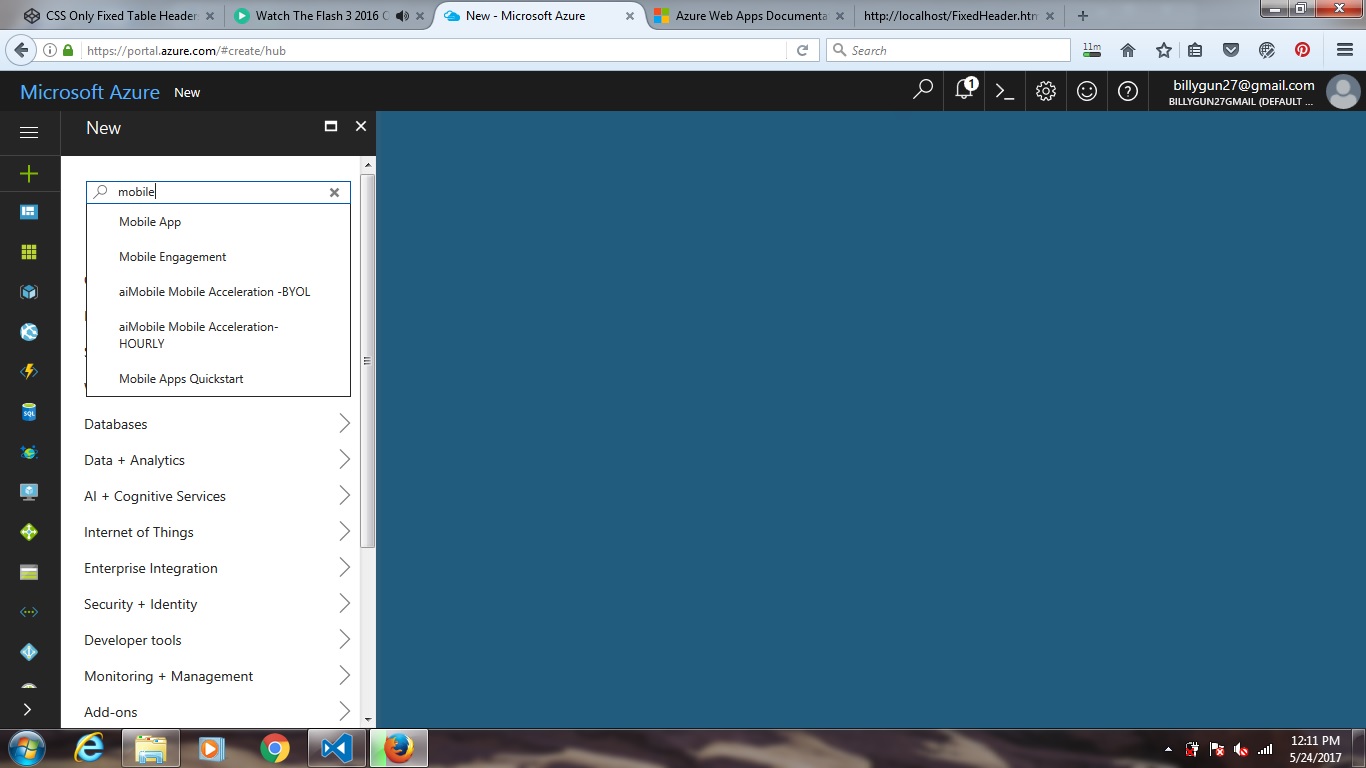 CSS Only Fixed Table Header
Watch The Flash 3 2016 C
New - Microsoft Azure
Azure Web Apps Documenta
http://localhost/FixedHeader.htm
https://portal.azure.com/#create/hub
Search
11m
Microsoft Azure
New
1
billygun27@gmail.com
BILLYGUN27GMAIL (DEFAULT ...
New
mobile
Mobile App
Mobile Engagement
aiMobile Mobile Acceleration -BYOL
aiMobile Mobile Acceleration-
HOURLY
Mobile Apps Quickstart
Databases
Data + Analytics
AI + Cognitive Services
Internet of Things
Enterprise Integration
Security + Identity
Developer tools
Monitoring + Management
Add-ons
SQL
12:11 PM
5/24/2017